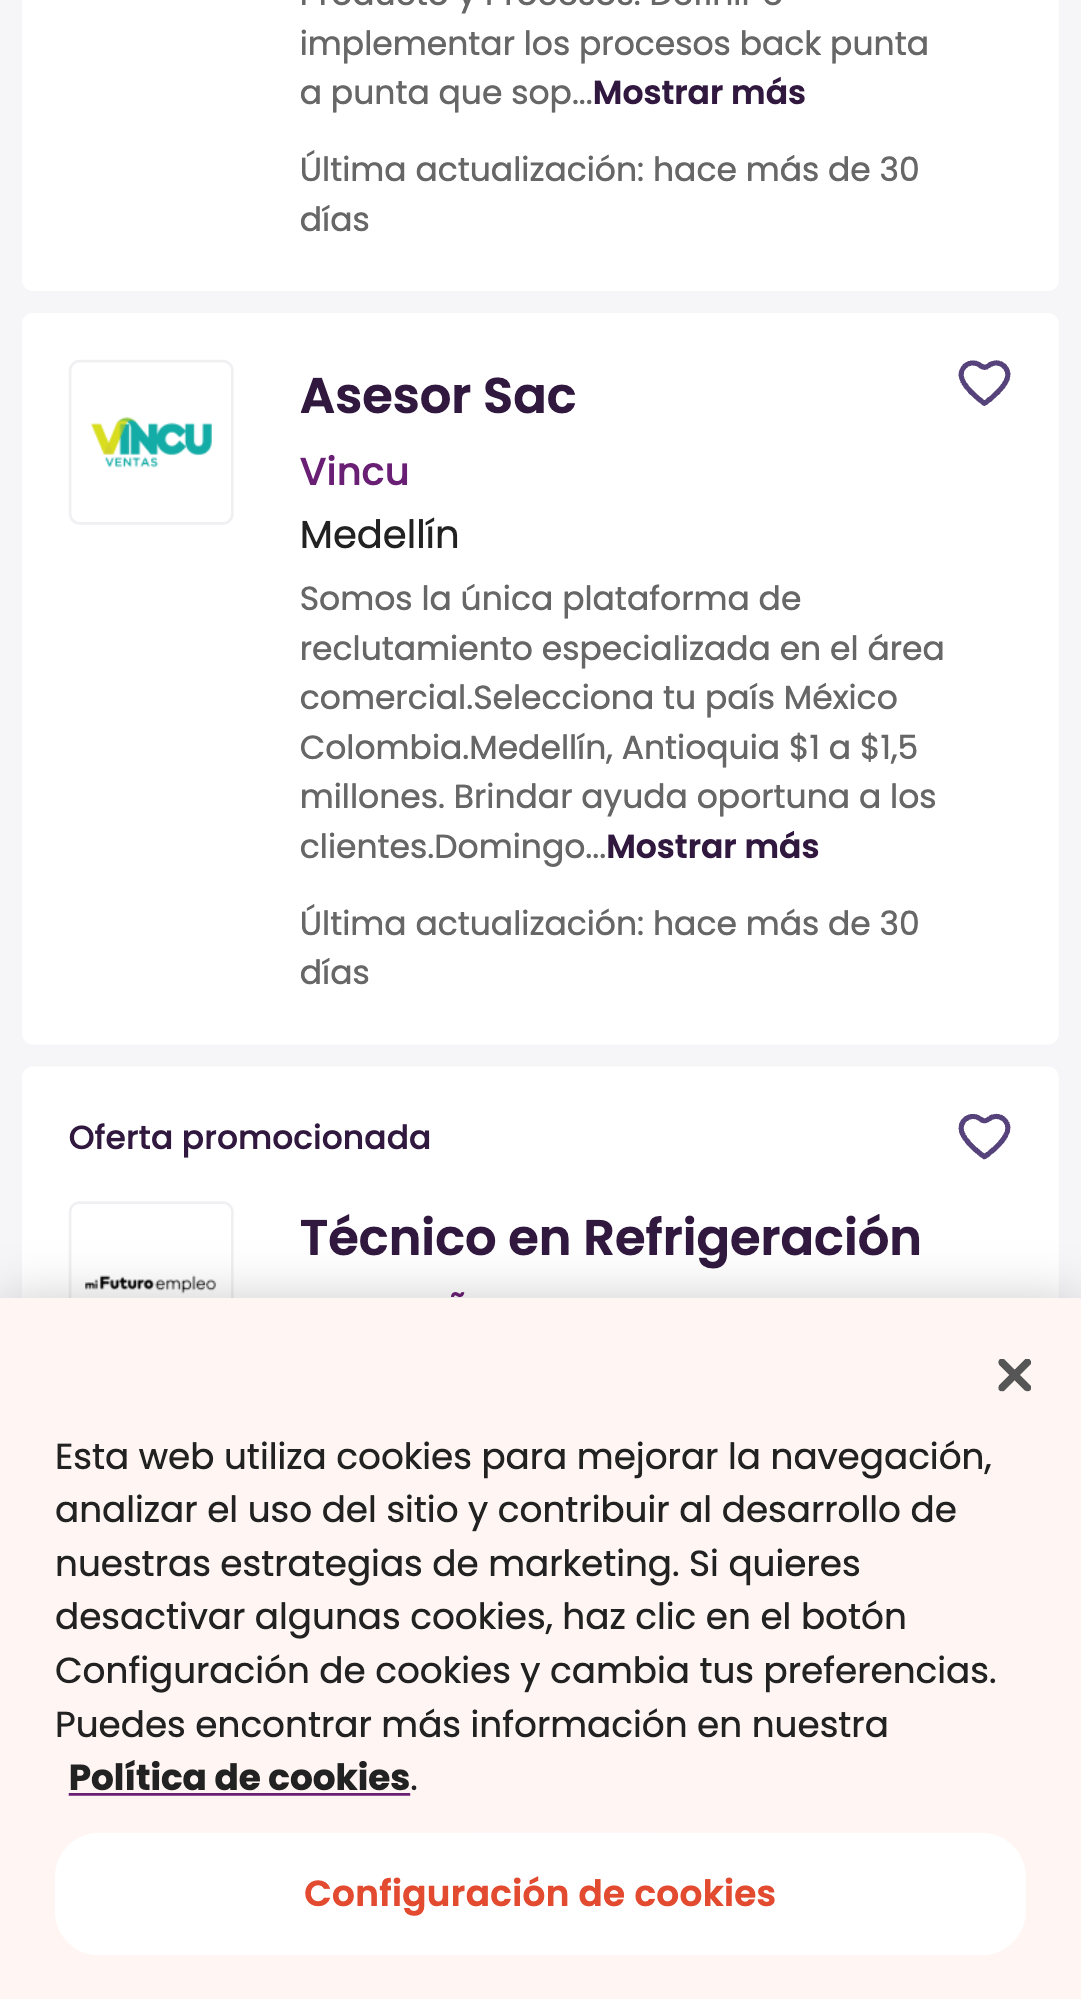 implementar los procesos back punta
a punta que sop...Mostrar más
Última actualización: hace más de 30
días
VINCU
VENTAS
Asesor Sac
Vincu
Medellín
Somos la única plataforma de
reclutamiento especializada en el área
comercial.Selecciona tu país México
Colombia.Medellín, Antioquia $1 a $1,5
millones. Brindar ayuda oportuna a los
clientes.Domingo...Mostrar más
Última actualización: hace más de 30
días
Oferta promocionada
mi Futuro empleo
Técnico en Refrigeración
Esta web utiliza cookies para mejorar la navegación,
analizar el uso del sitio y contribuir al desarrollo de
nuestras estrategias de marketing. Si quieres
desactivar algunas cookies, haz clic en el botón
Configuración de cookies y cambia tus preferencias.
Puedes encontrar más información en nuestra
Política de cookies.
Configuración de cookies